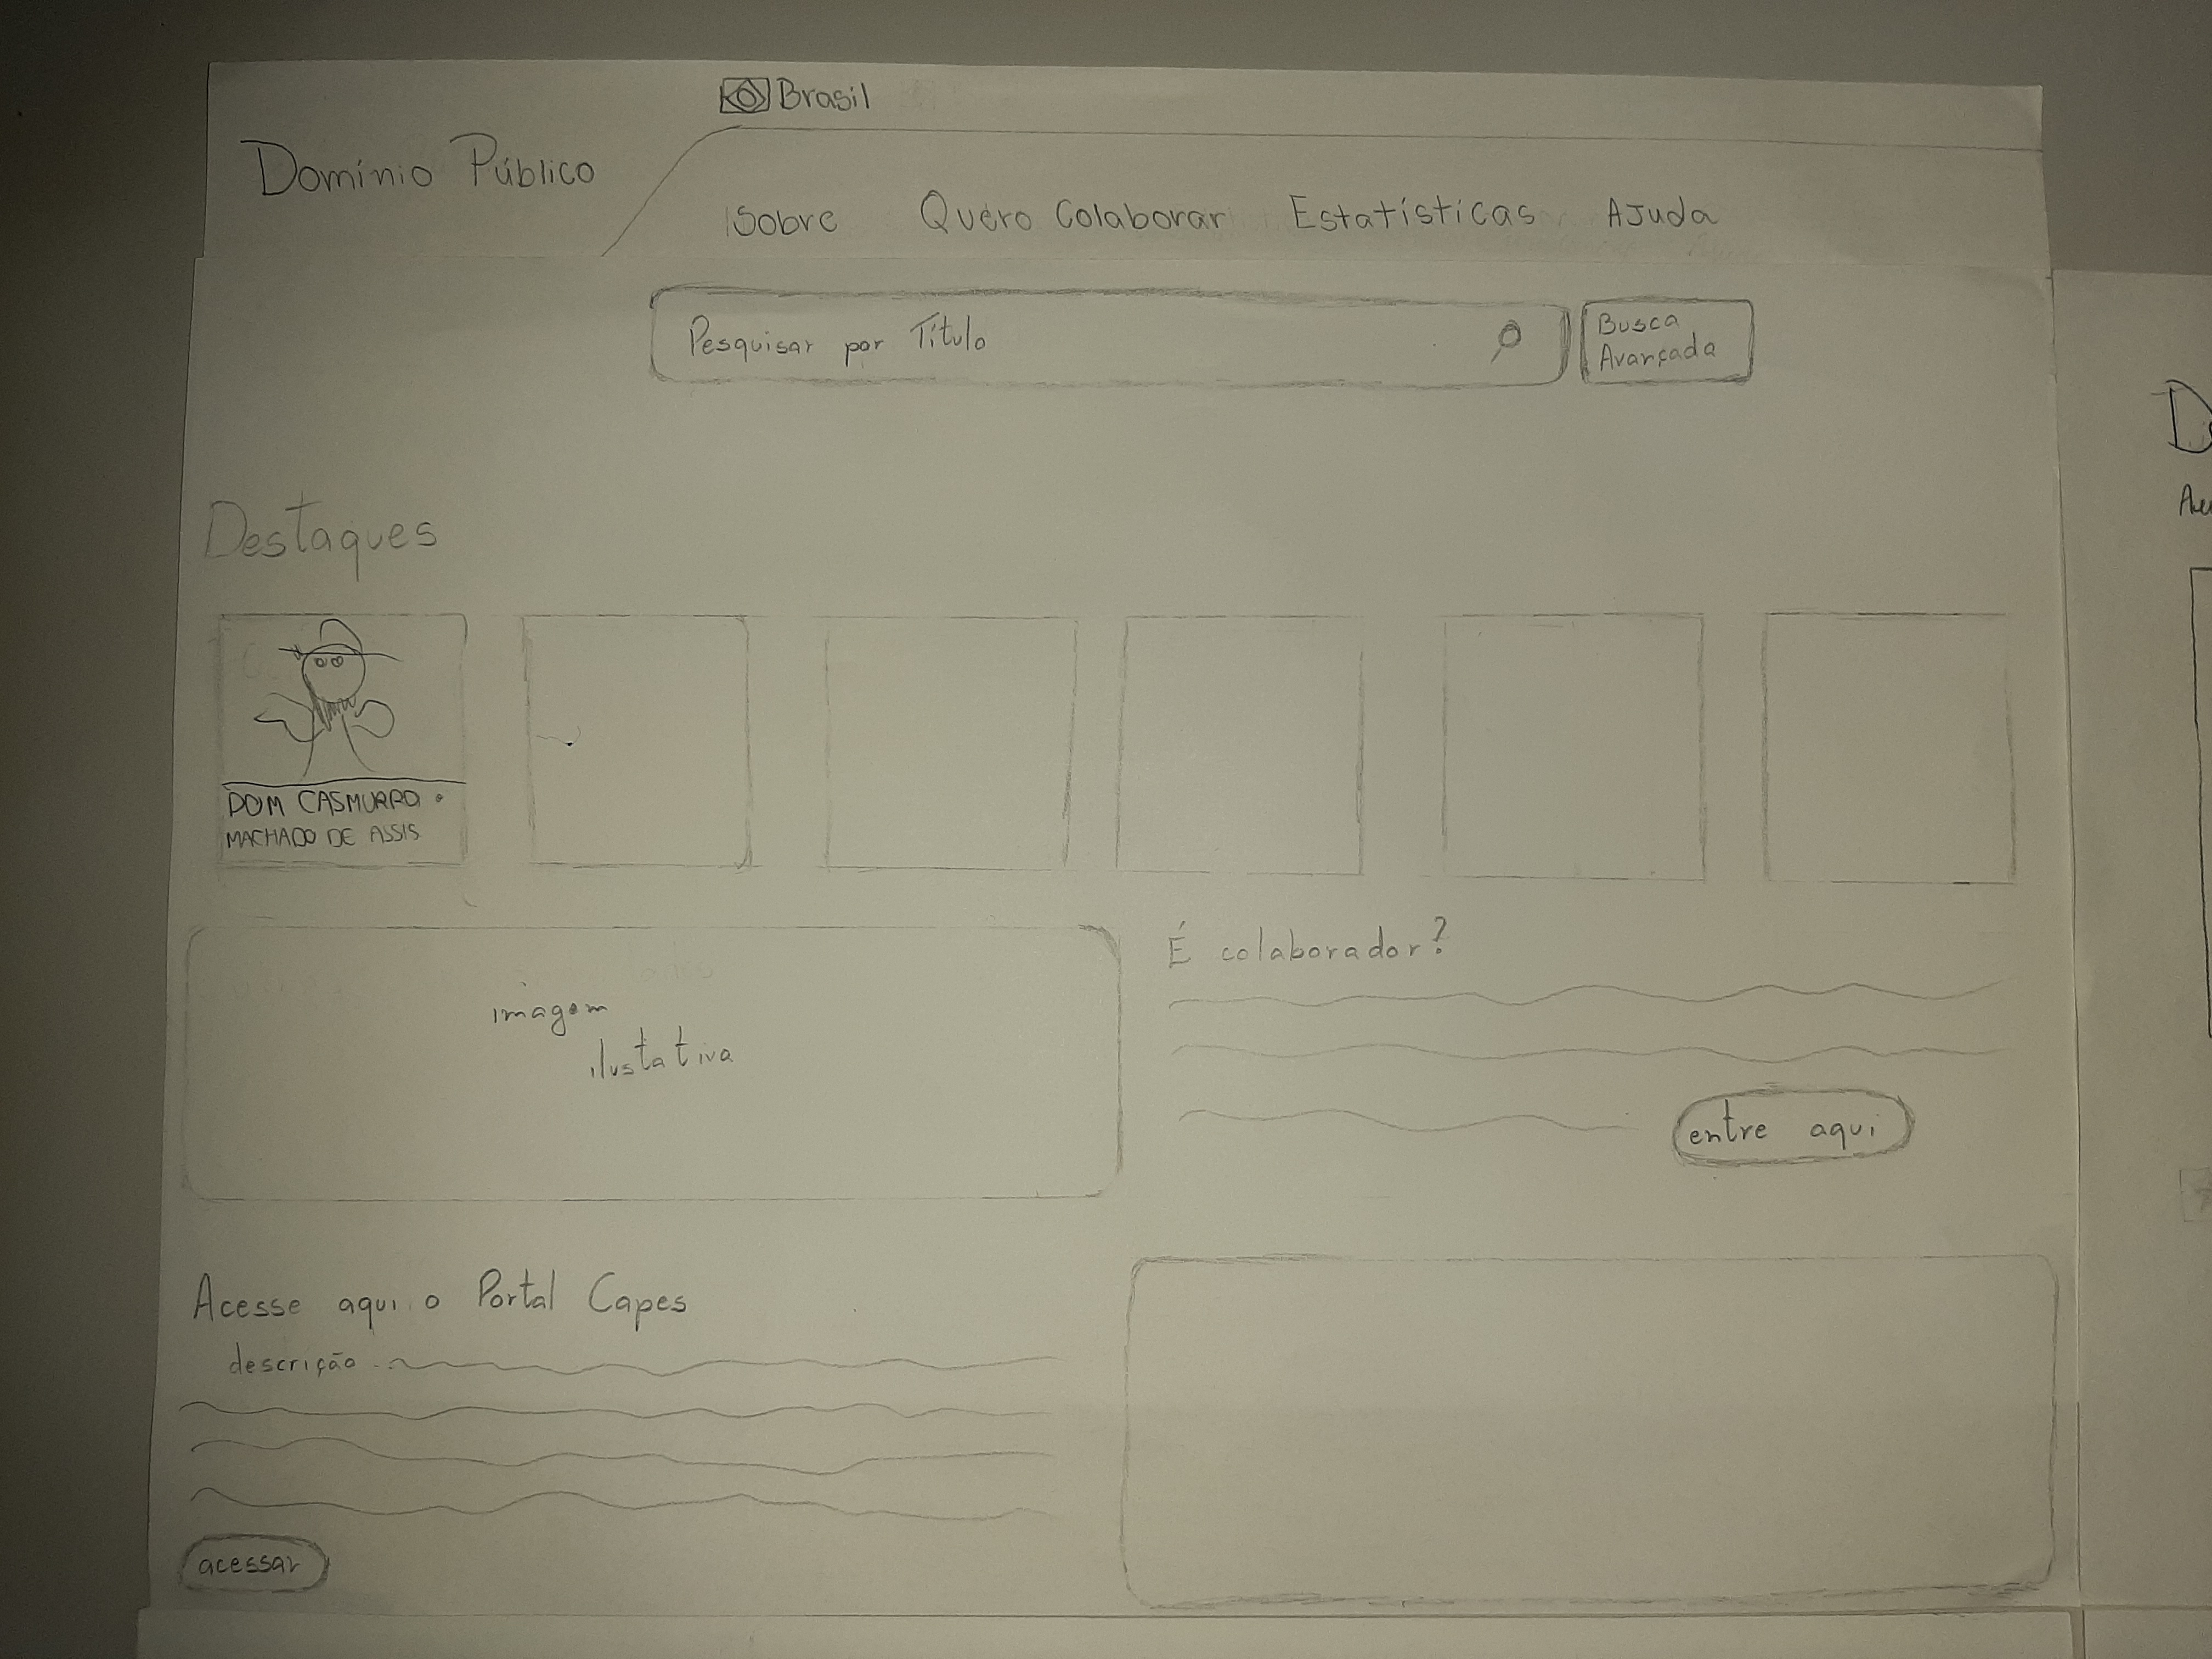 Brasil
Domínio Público
Sobre Quero Colaborar Estatísticas Ajuda
Pesquisar por Título
Busca
Avançada
Destaques
DOM CASMURRO
MACHADO DE ASSIS
É colaborador?
imagem
ilustativa
entre aqui
Acesse aqui o Portal Capes
descrição
acessar